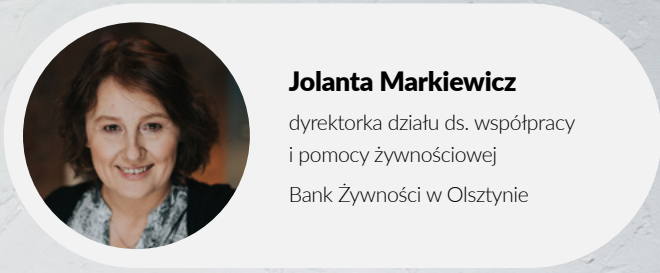 Jolanta Markiewicz
dyrektorka działu ds. współpracy
i pomocy żywnościowej
Bank Żywności w Olsztynie